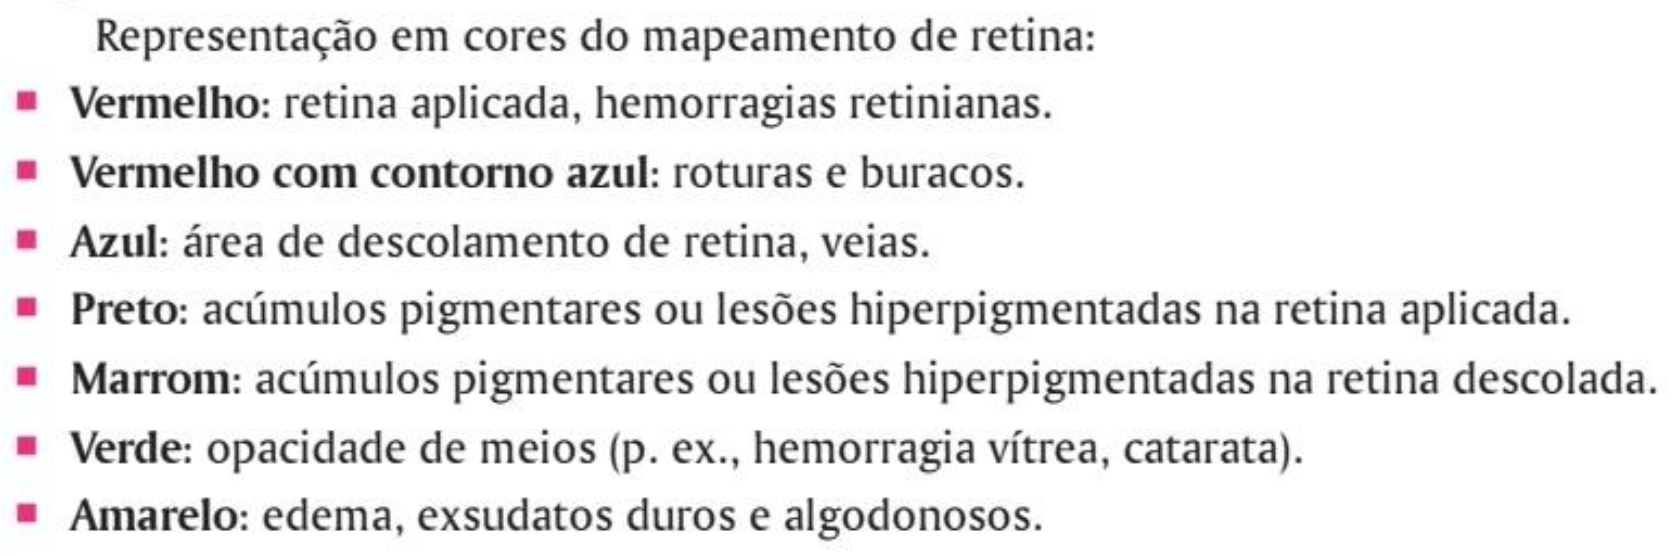 Representação em cores do mapeamento de retina:
▪ Vermelho: retina aplicada, hemorragias retinianas.
▪ Vermelho com contorno azul: roturas e buracos.
▪ Azul: área de descolamento de retina, veias.
▪ Preto: acúmulos pigmentares ou lesões hiperpigmentadas na retina aplicada.
▪ Marrom: acúmulos pigmentares ou lesões hiperpigmentadas na retina descolada.
▪ Verde: opacidade de meios (p. ex., hemorragia vítrea, catarata).
▪ Amarelo: edema, exsudatos duros e algodonosos.